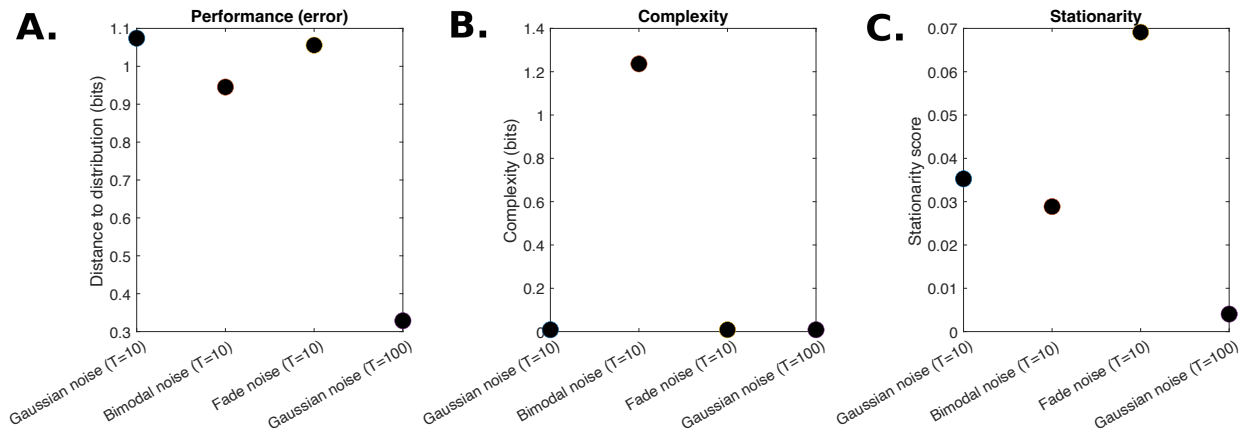 A.
Performance (error)
Distance to distribution (bits)
1.1
1
0.9
0.8
0.7
0.6
0.5
0.4
0.3
Gaussian noise (T=10)
Bimodal noise (T=10)
Fade noise (T=10)
Gaussian noise (T=100)
B.
Complexity
Complexity (bits)
1.4
1.2
1
0.8
0.6
0.4
0.2
0
Gaussian noise (T=10)
Bimodal noise (T=10)
Fade noise (T=10)
Gaussian noise (T=100)
C.
Stationarity
Stationarity score
0.07
0.06
0.05
0.04
0.03
0.02
0.01
0
Gaussian noise (T=10)
Bimodal noise (T=10)
Fade noise (T=10)
Gaussian noise (T=100)